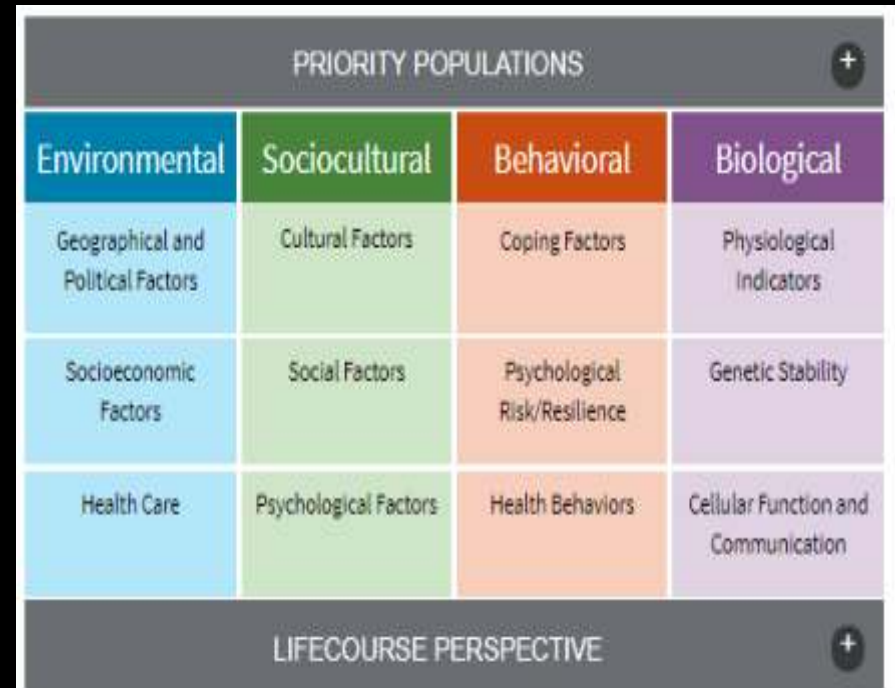 PRIORITY POPULATIONS +
Environmental Sociocultural Behavioral Biological
Geographical and Cultural Factors Coping Factors Physiological
Political Factors Indicators
Socioeconomic Social Factors Psychological Genetic Stability
Factors Risk/Resilience
Health Care Psychological Factors Health Behaviors Cellular Function and
Communication
LIFECOURSE PERSPECTIVE +